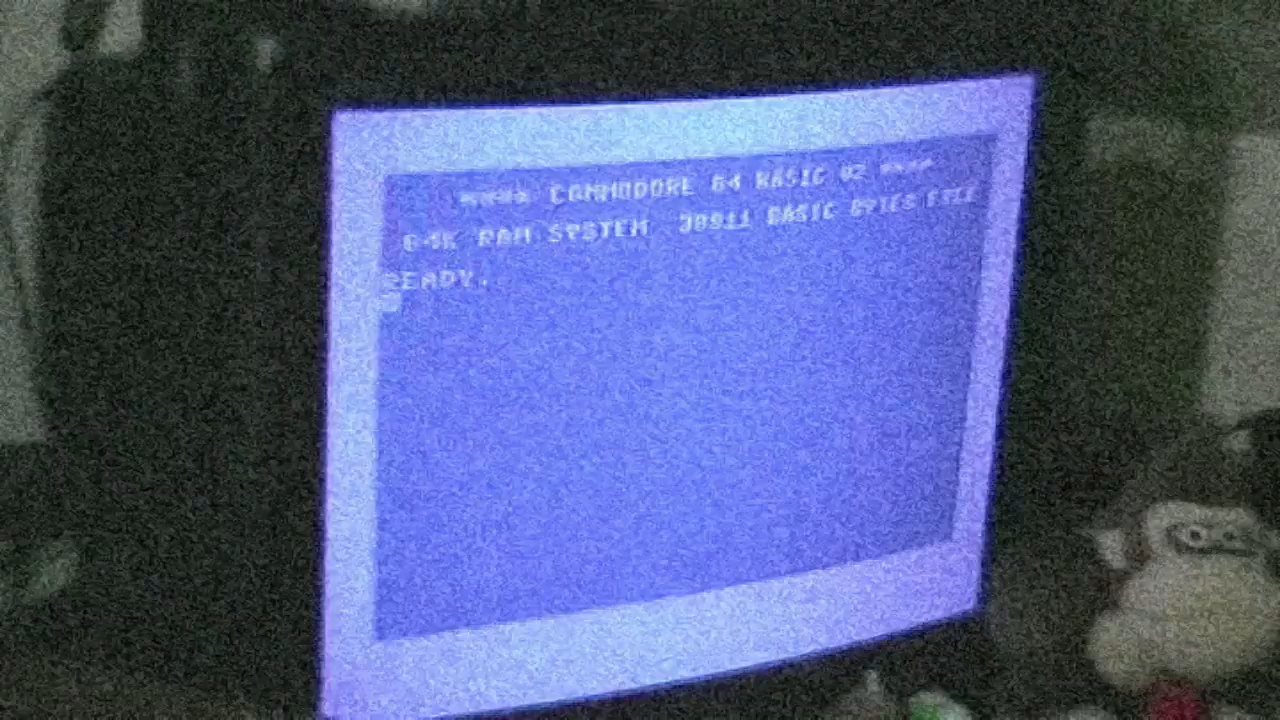 **** COMMODORE 64 BASIC V2 ****
64K RAM SYSTEM 38911 BASIC BYTES FREE
READY.